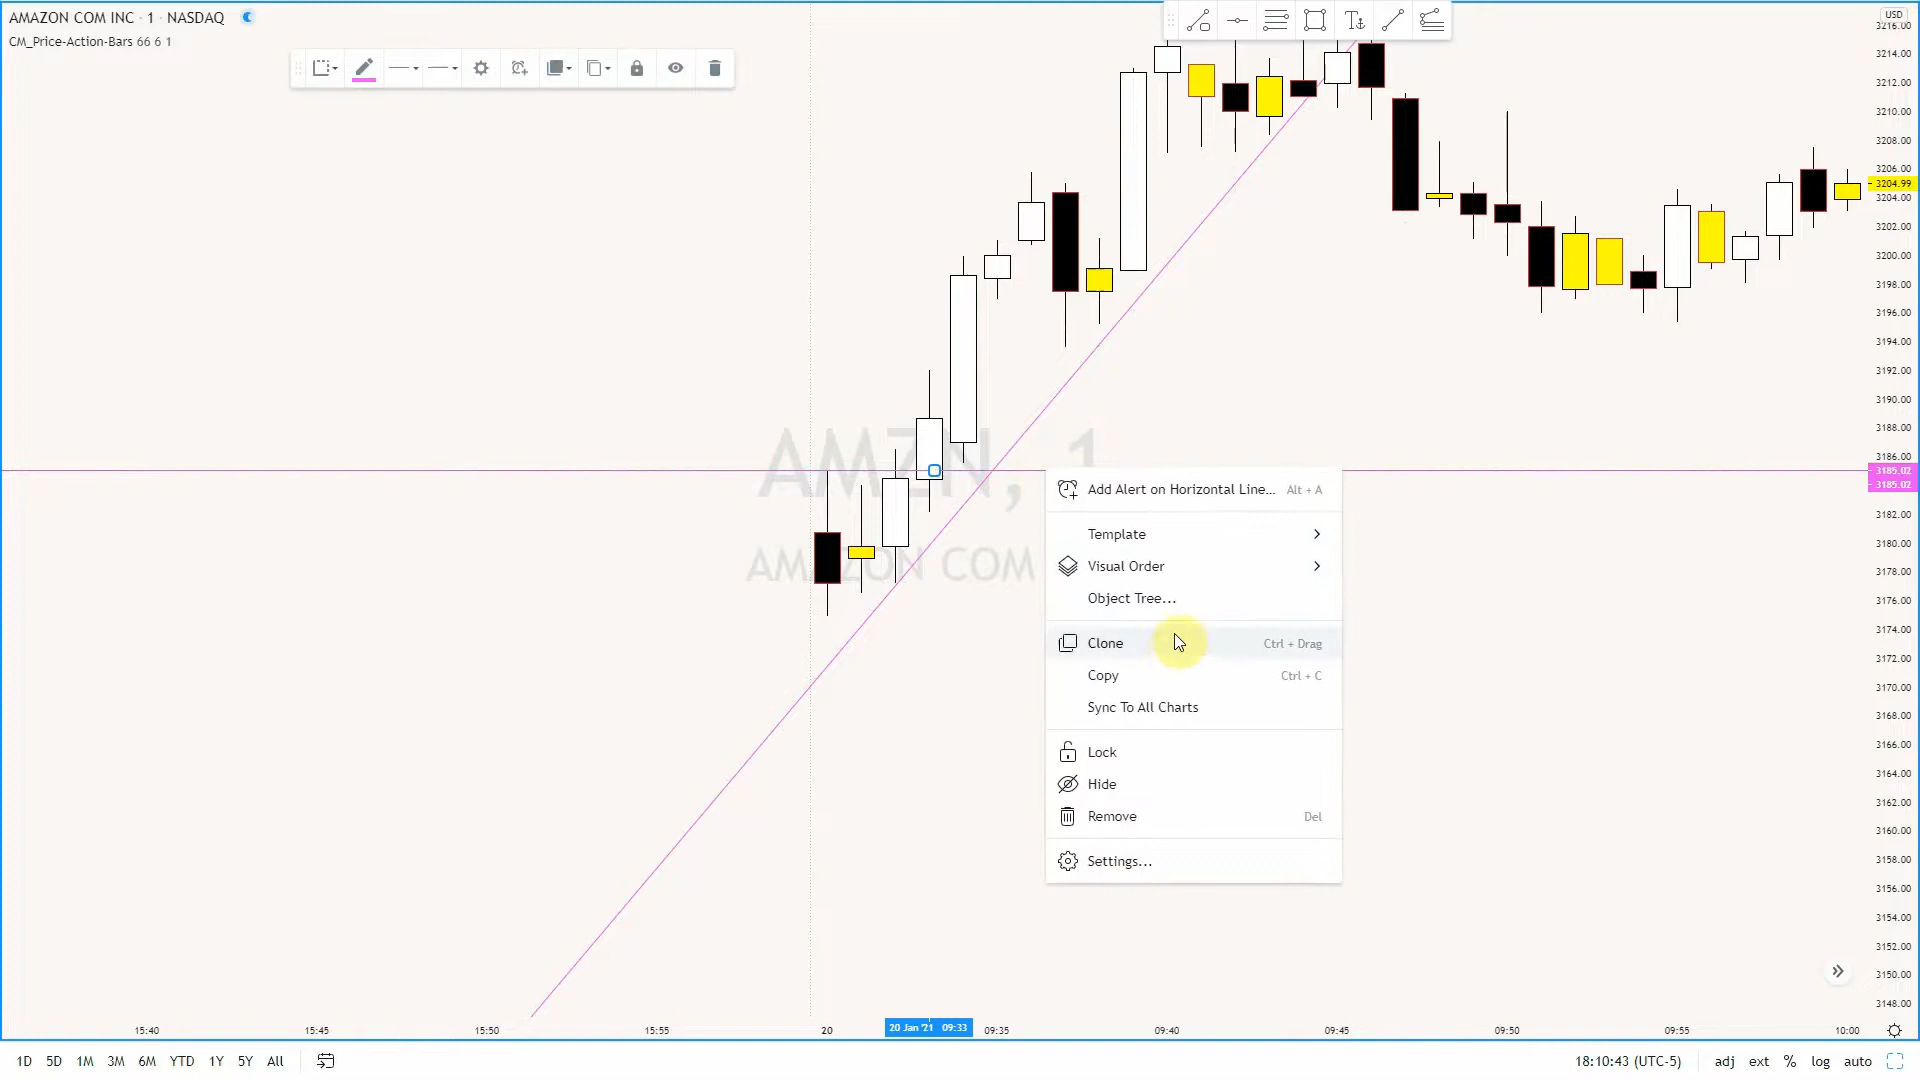 AMAZON COM INC · 1 · NASDAQ
CM_Price-Action-Bars 66 6 1
USD
3216.00
3214.00
3212.00
3210.00
3208.00
3206.00
3204.99
3204.00
3202.00
3200.00
3198.00
3196.00
3194.00
3192.00
3190.00
3188.00
3186.00
3185.02
3185.02
3182.00
3180.00
3178.00
3176.00
3174.00
3172.00
3170.00
3168.00
3166.00
3164.00
3162.00
3160.00
3158.00
3156.00
3154.00
3152.00
3150.00
3148.00
AMZN, 1
AMAZON COM
Add Alert on Horizontal Line... Alt + A
Template
Visual Order
Object Tree...
Clone Ctrl + Drag
Copy Ctrl + C
Sync To All Charts
Lock
Hide
Remove Del
Settings...
15:40 15:45 15:50 15:55 20 20 Jan '21 09:33 09:35 09:40 09:45 09:50 09:55 10:00
1D 5D 1M 3M 6M YTD 1Y 5Y All 18:10:43 (UTC-5) adj ext % log auto